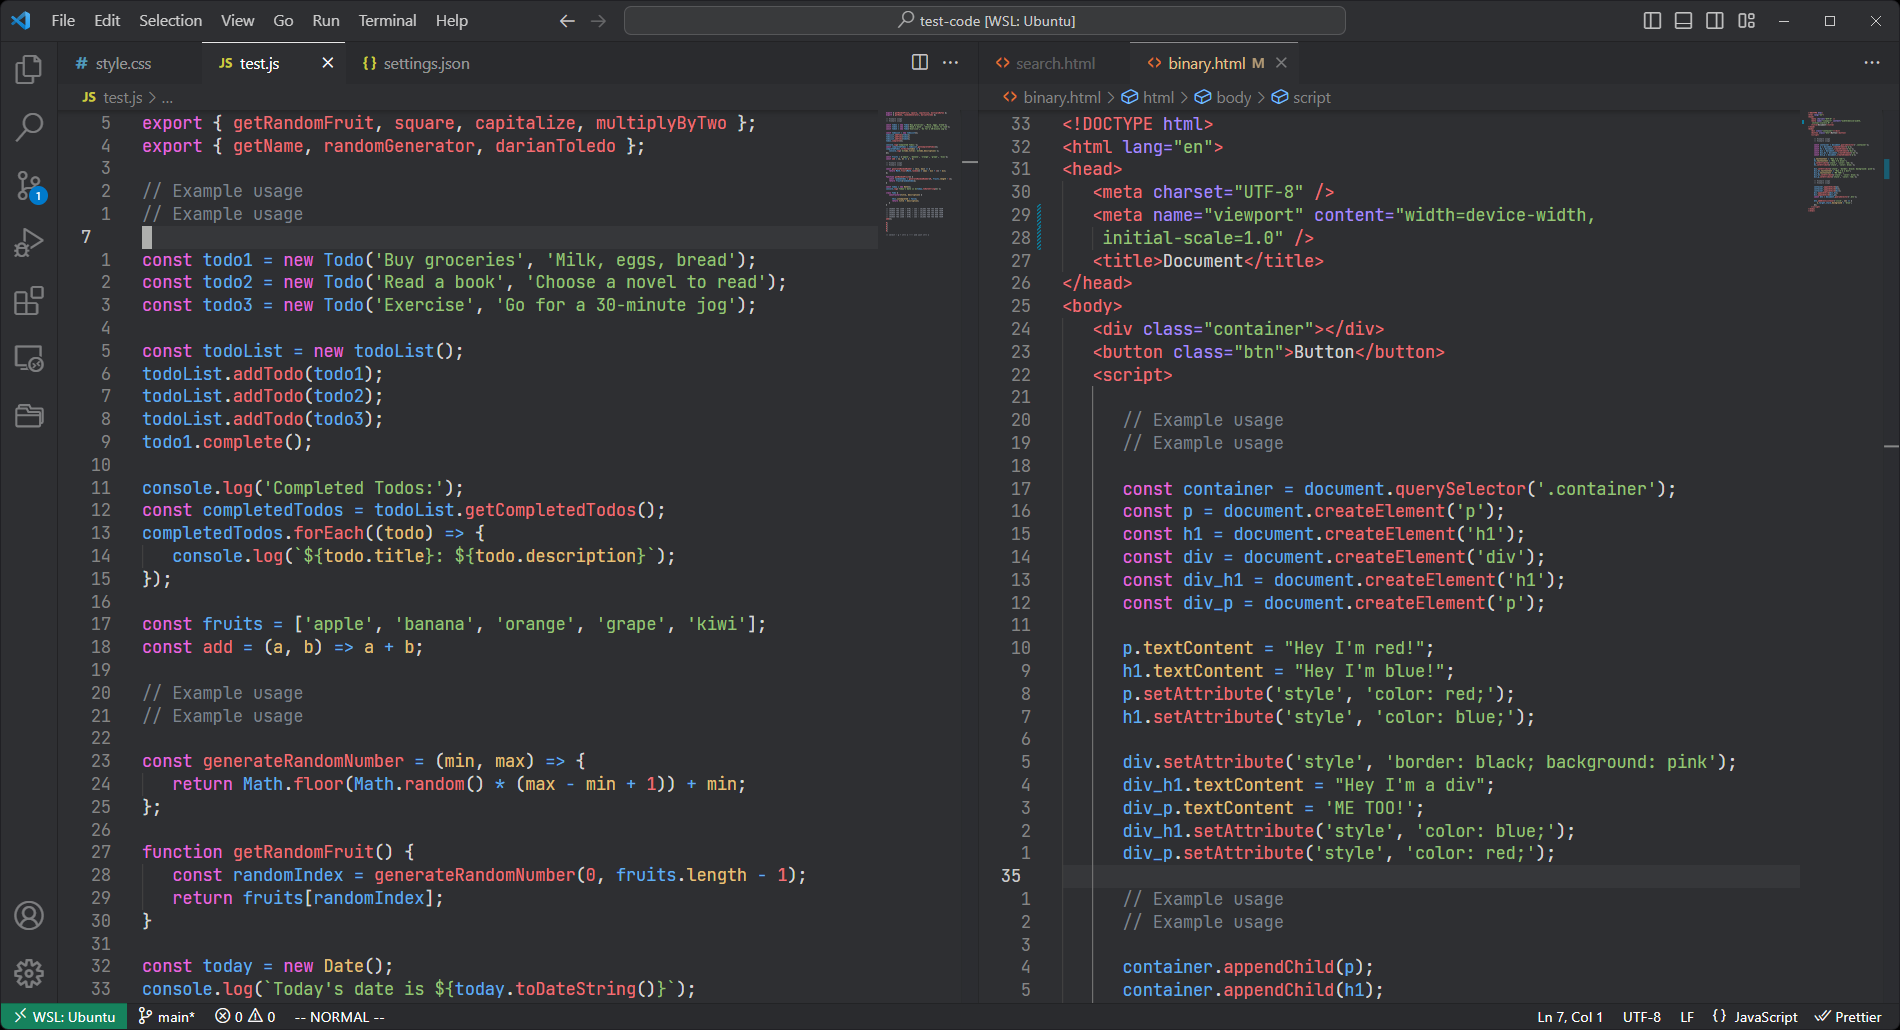 File Edit Selection View Go Run Terminal Help
test-code [WSL: Ubuntu]
# style.css
JS test.js
{} settings.json
JS test.js > ...
5 export { getRandomFruit, square, capitalize, multiplyByTwo };
4 export { getName, randomGenerator, darianToledo };
3
2 // Example usage
1 // Example usage
7
1 const todo1 = new Todo('Buy groceries', 'Milk, eggs, bread');
2 const todo2 = new Todo('Read a book', 'Choose a novel to read');
3 const todo3 = new Todo('Exercise', 'Go for a 30-minute jog');
4
5 const todoList = new todoList();
6 todoList.addTodo(todo1);
7 todoList.addTodo(todo2);
8 todoList.addTodo(todo3);
9 todo1.complete();
10
11 console.log('Completed Todos:');
12 const completedTodos = todoList.getCompletedTodos();
13 completedTodos.forEach((todo) => {
14 console.log(`${todo.title}: ${todo.description}`);
15 });
16
17 const fruits = ['apple', 'banana', 'orange', 'grape', 'kiwi'];
18 const add = (a, b) => a + b;
19
20 // Example usage
21 // Example usage
22
23 const generateRandomNumber = (min, max) => {
24 return Math.floor(Math.random() * (max - min + 1)) + min;
25 };
26
27 function getRandomFruit() {
28 const randomIndex = generateRandomNumber(0, fruits.length - 1);
29 return fruits[randomIndex];
30 }
31
32 const today = new Date();
33 console.log(`Today's date is ${today.toDateString()}`);
<> search.html
<> binary.html M
<> binary.html > html > body > script
33 <!DOCTYPE html>
32 <html lang="en">
31 <head>
30 <meta charset="UTF-8" />
29 <meta name="viewport" content="width=device-width,
28 initial-scale=1.0" />
27 <title>Document</title>
26 </head>
25 <body>
24 <div class="container"></div>
23 <button class="btn">Button</button>
22 <script>
21
20 // Example usage
19 // Example usage
18
17 const container = document.querySelector('.container');
16 const p = document.createElement('p');
15 const h1 = document.createElement('h1');
14 const div = document.createElement('div');
13 const div_h1 = document.createElement('h1');
12 const div_p = document.createElement('p');
11
10 p.textContent = "Hey I'm red!";
9 h1.textContent = "Hey I'm blue!";
8 p.setAttribute('style', 'color: red;');
7 h1.setAttribute('style', 'color: blue;');
6
5 div.setAttribute('style', 'border: black; background: pink');
4 div_h1.textContent = "Hey I'm a div";
3 div_p.textContent = 'ME TOO!';
2 div_h1.setAttribute('style', 'color: blue;');
1 div_p.setAttribute('style', 'color: red;');
35
1 // Example usage
2 // Example usage
3
4 container.appendChild(p);
5 container.appendChild(h1);
1
WSL: Ubuntu main* 0 0 -- NORMAL --
Ln 7, Col 1 UTF-8 LF {} JavaScript Prettier